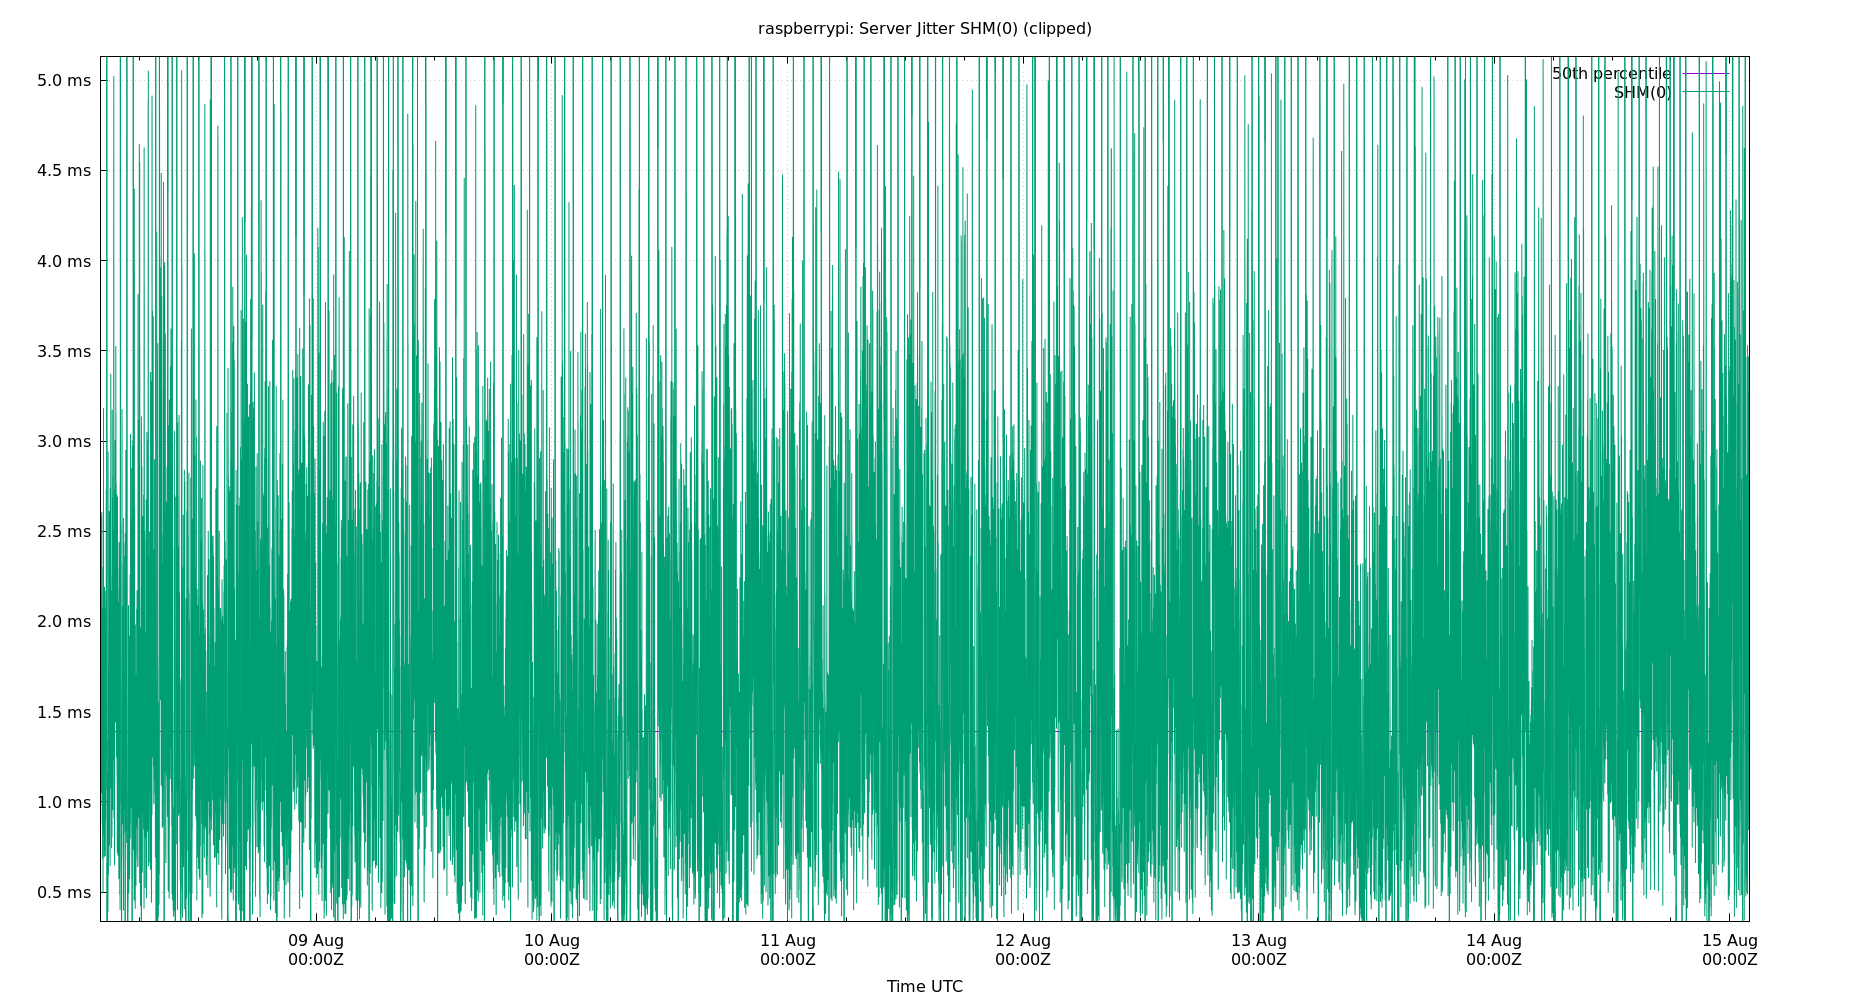 raspberrypi: Server Jitter SHM(0) (clipped)
50th percentile
SHM(0)
5.0 ms
4.5 ms
4.0 ms
3.5 ms
3.0 ms
2.5 ms
2.0 ms
1.5 ms
1.0 ms
0.5 ms
09 Aug 10 Aug 11 Aug 12 Aug 13 Aug 14 Aug 15 Aug
00:00Z 00:00Z 00:00Z 00:00Z 00:00Z 00:00Z 00:00Z
Time UTC